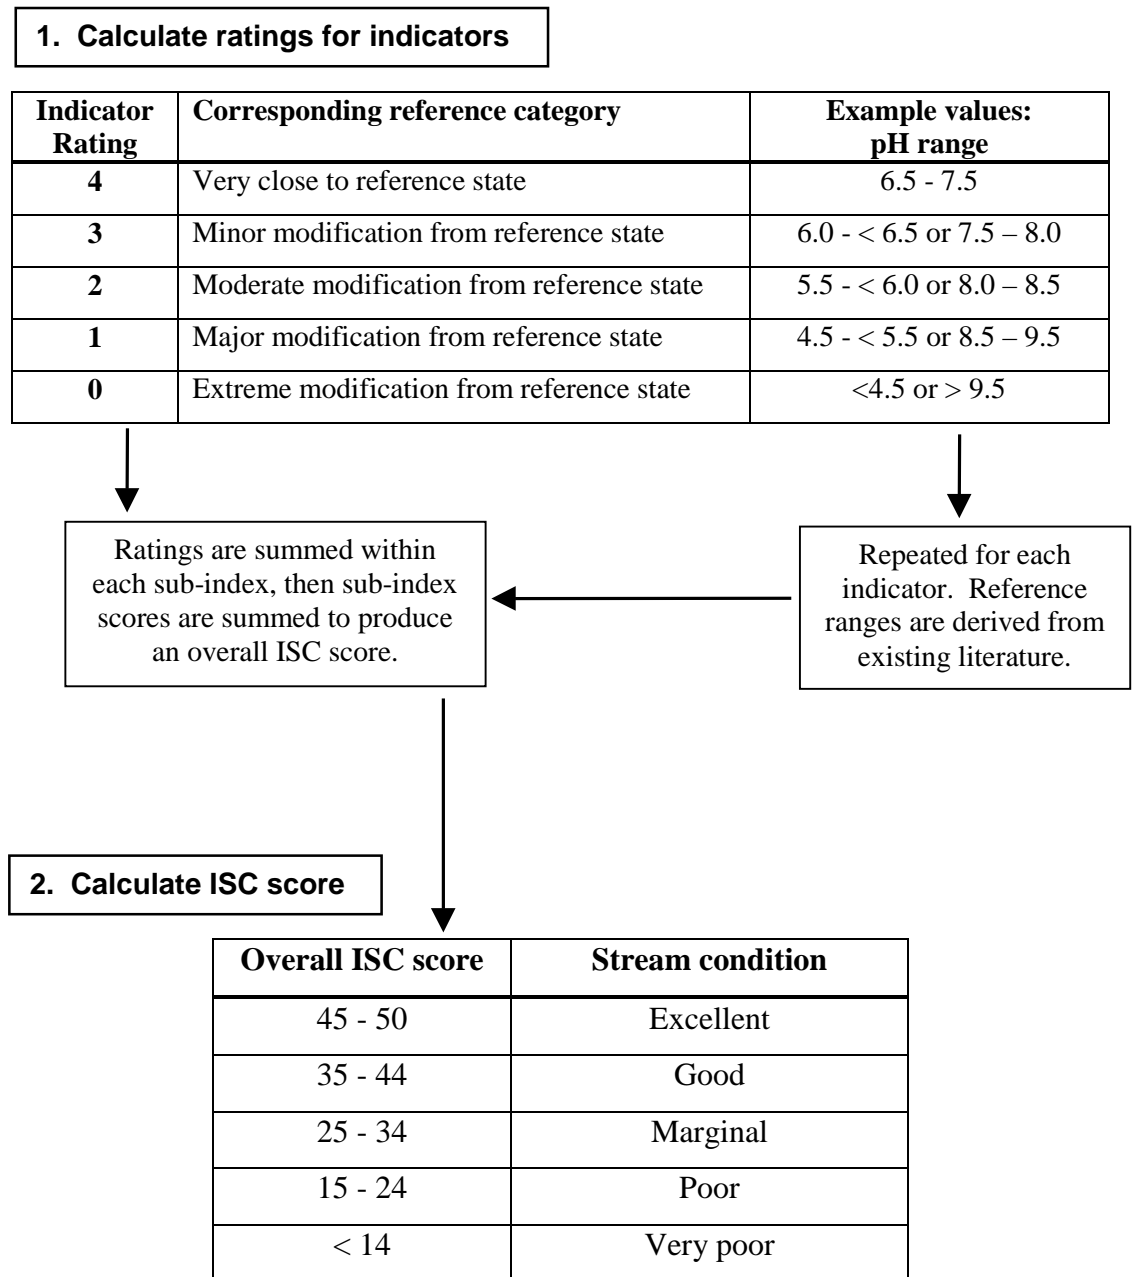 1. Calculate ratings for indicators
Indicator Rating Corresponding reference category Example values: pH range
4 Very close to reference state 6.5 - 7.5
3 Minor modification from reference state 6.0 - < 6.5 or 7.5 – 8.0
2 Moderate modification from reference state 5.5 - < 6.0 or 8.0 – 8.5
1 Major modification from reference state 4.5 - < 5.5 or 8.5 – 9.5
0 Extreme modification from reference state <4.5 or > 9.5
Ratings are summed within
each sub-index, then sub-index
scores are summed to produce
an overall ISC score.
Repeated for each
indicator. Reference
ranges are derived from
existing literature.
2. Calculate ISC score
Overall ISC score Stream condition
45 - 50 Excellent
35 - 44 Good
25 - 34 Marginal
15 - 24 Poor
< 14 Very poor